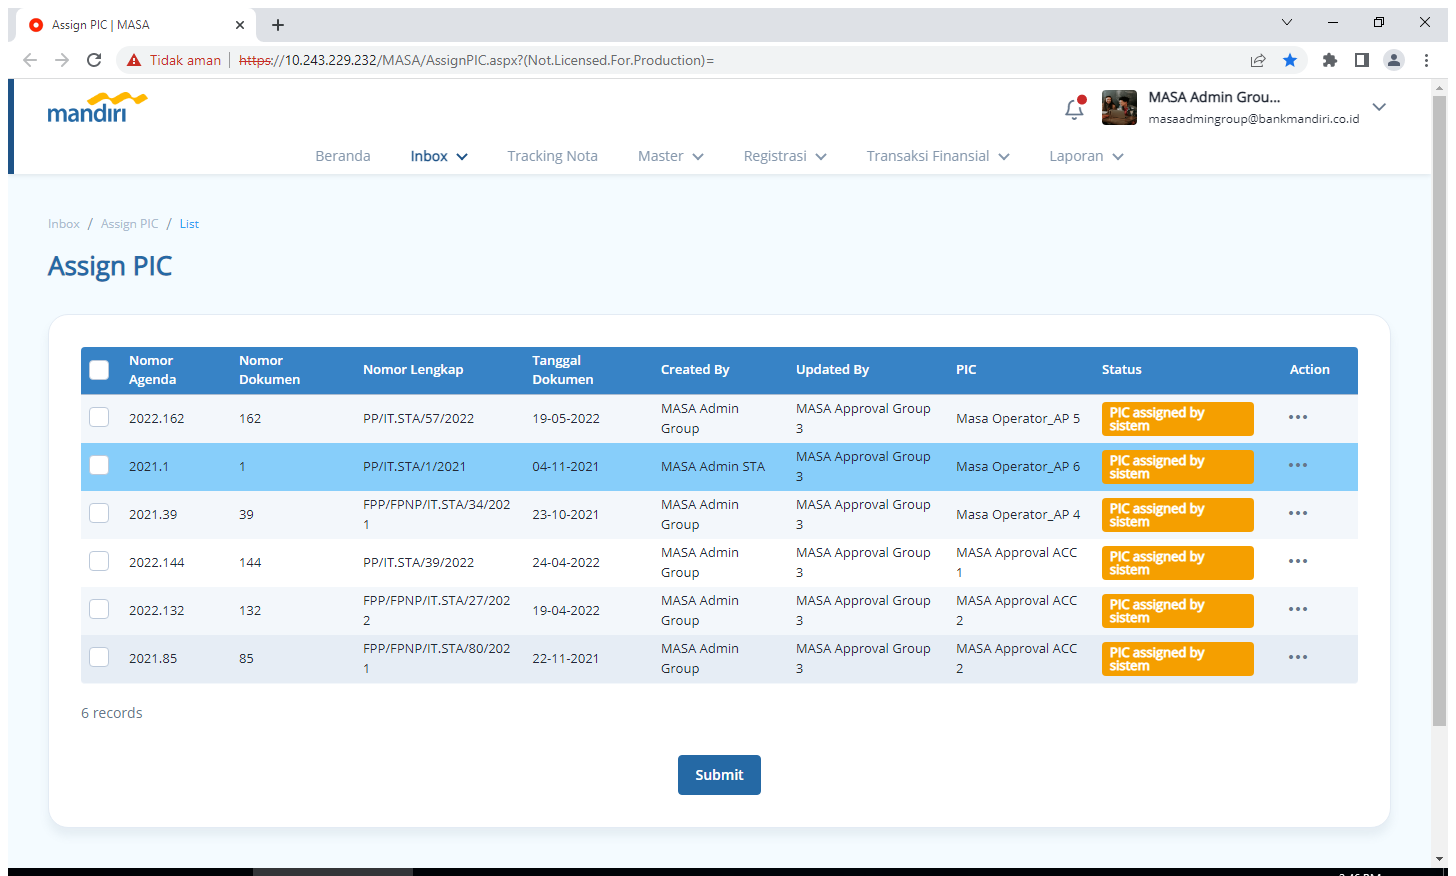 Assign PIC | MASA
Tidak aman | https://10.243.229.232/MASA/AssignPIC.aspx?(Not.Licensed.For.Production)=
mandiri
MASA Admin Grou...
masaadmingroup@bankmandiri.co.id
Beranda Inbox Tracking Nota Master Registrasi Transaksi Finansial Laporan
Inbox / Assign PIC / List
Assign PIC
Nomor Agenda Nomor Dokumen Nomor Lengkap Tanggal Dokumen Created By Updated By PIC Status Action
2022.162 162 PP/IT.STA/57/2022 19-05-2022 MASA Admin Group MASA Approval Group 3 Masa Operator_AP 5 PIC assigned by sistem
2021.1 1 PP/IT.STA/1/2021 04-11-2021 MASA Admin STA MASA Approval Group 3 Masa Operator_AP 6 PIC assigned by sistem
2021.39 39 FPP/FPNP/IT.STA/34/2021 23-10-2021 MASA Admin Group MASA Approval Group 3 Masa Operator_AP 4 PIC assigned by sistem
2022.144 144 PP/IT.STA/39/2022 24-04-2022 MASA Admin Group MASA Approval Group 3 MASA Approval ACC 1 PIC assigned by sistem
2022.132 132 FPP/FPNP/IT.STA/27/2022 19-04-2022 MASA Admin Group MASA Approval Group 3 MASA Approval ACC 2 PIC assigned by sistem
2021.85 85 FPP/FPNP/IT.STA/80/2021 22-11-2021 MASA Admin Group MASA Approval Group 3 MASA Approval ACC 2 PIC assigned by sistem
6 records
Submit